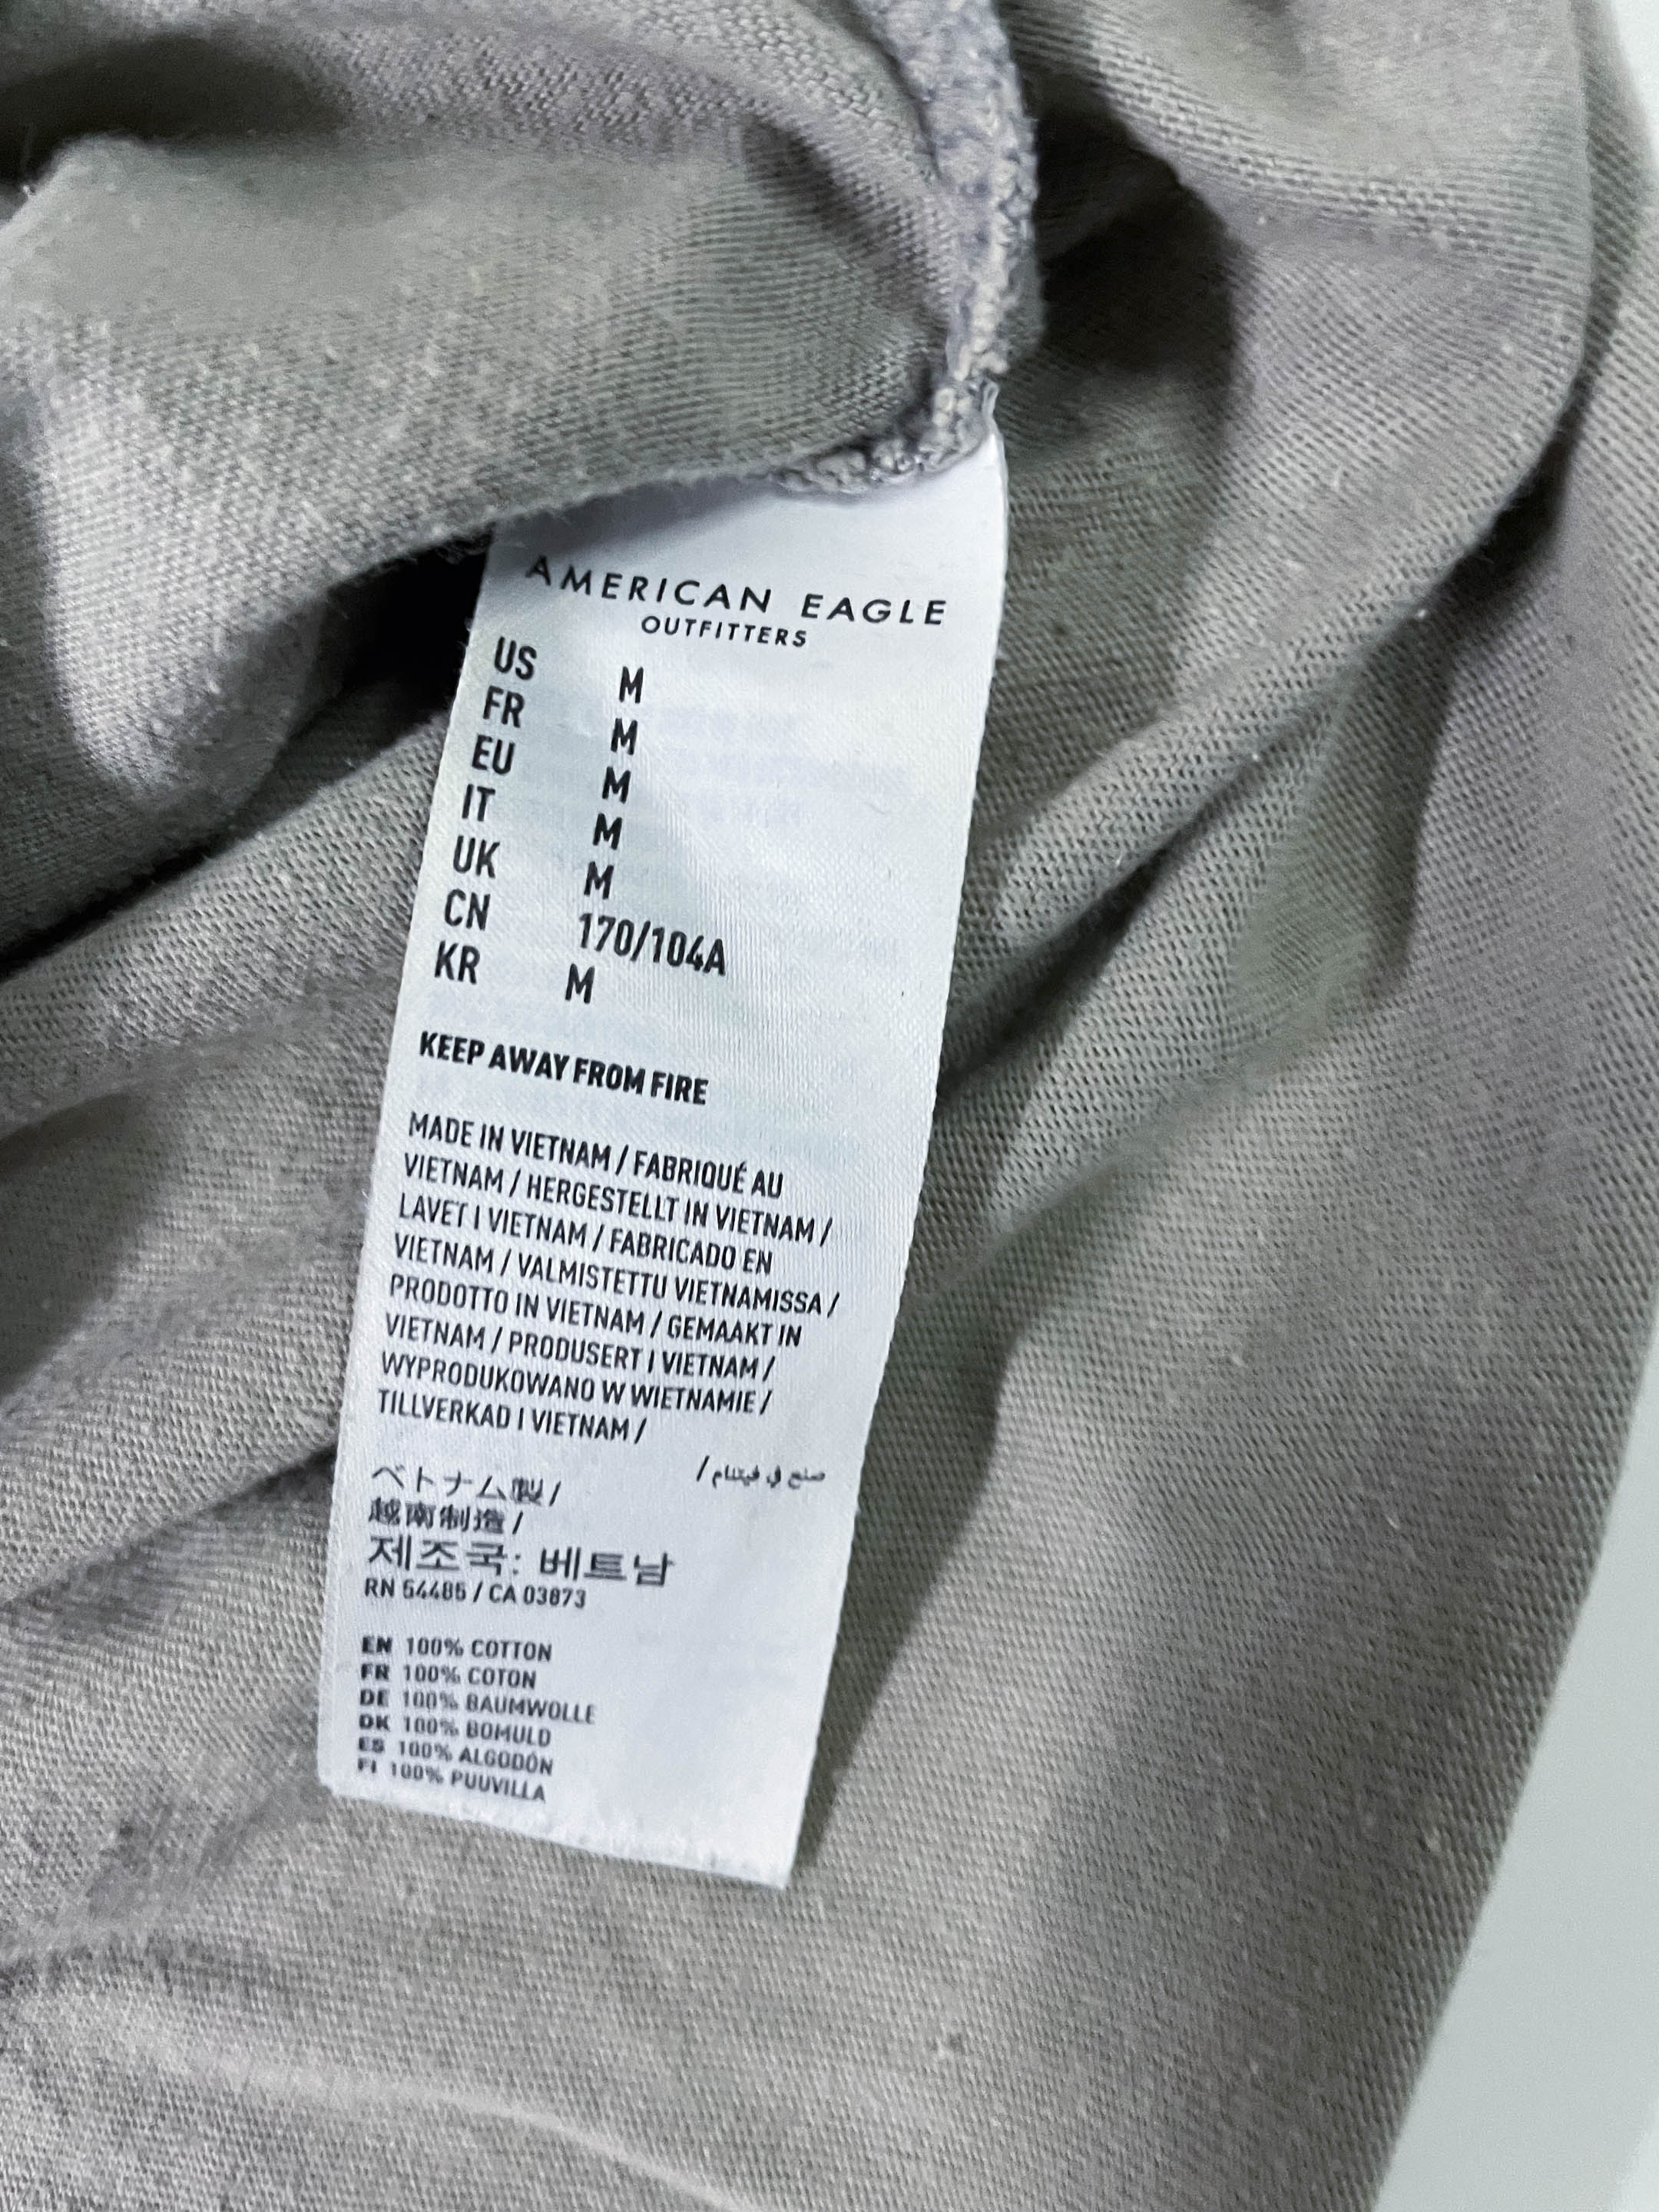 AMERICAN EAGLE
OUTFITTERS
US M
FR M
EU M
IT M
UK M
CN 170/104A
KR M
KEEP AWAY FROM FIRE
MADE IN VIETNAM / FABRIQUÉ AU
VIETNAM / HERGESTELLT IN VIETNAM /
LAVET I VIETNAM / FABRICADO EN
VIETNAM / VALMISTETTU VIETNAMISSA /
PRODOTTO IN VIETNAM / GEMAAKT IN
VIETNAM / PRODUSERT I VIETNAM /
WYPRODUKOWANO W WIETNAMIE /
TILLVERKAD I VIETNAM /
صنع في فيتنام /
ベトナム製 /
越南制造 /
제조국: 베트남
RN 54485 / CA 03873
EN 100% COTTON
FR 100% COTON
DE 100% BAUMWOLLE
DK 100% BOMULD
ES 100% ALGODÓN
FI 100% PUUVILLA